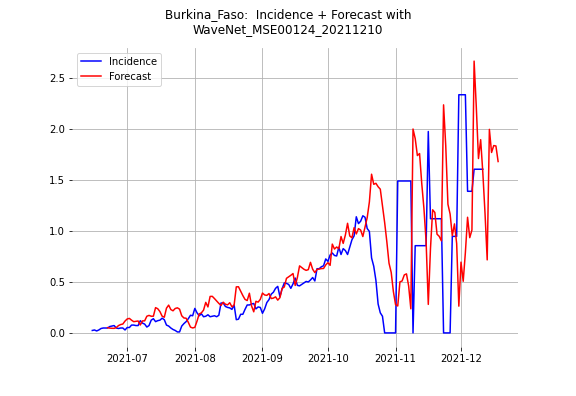 Burkina_Faso:  Incidence + Forecast with
WaveNet_MSE00124_20211210
Incidence
Forecast
2.5
2.0
1.5
1.0
0.5
0.0
2021-07 2021-08 2021-09 2021-10 2021-11 2021-12